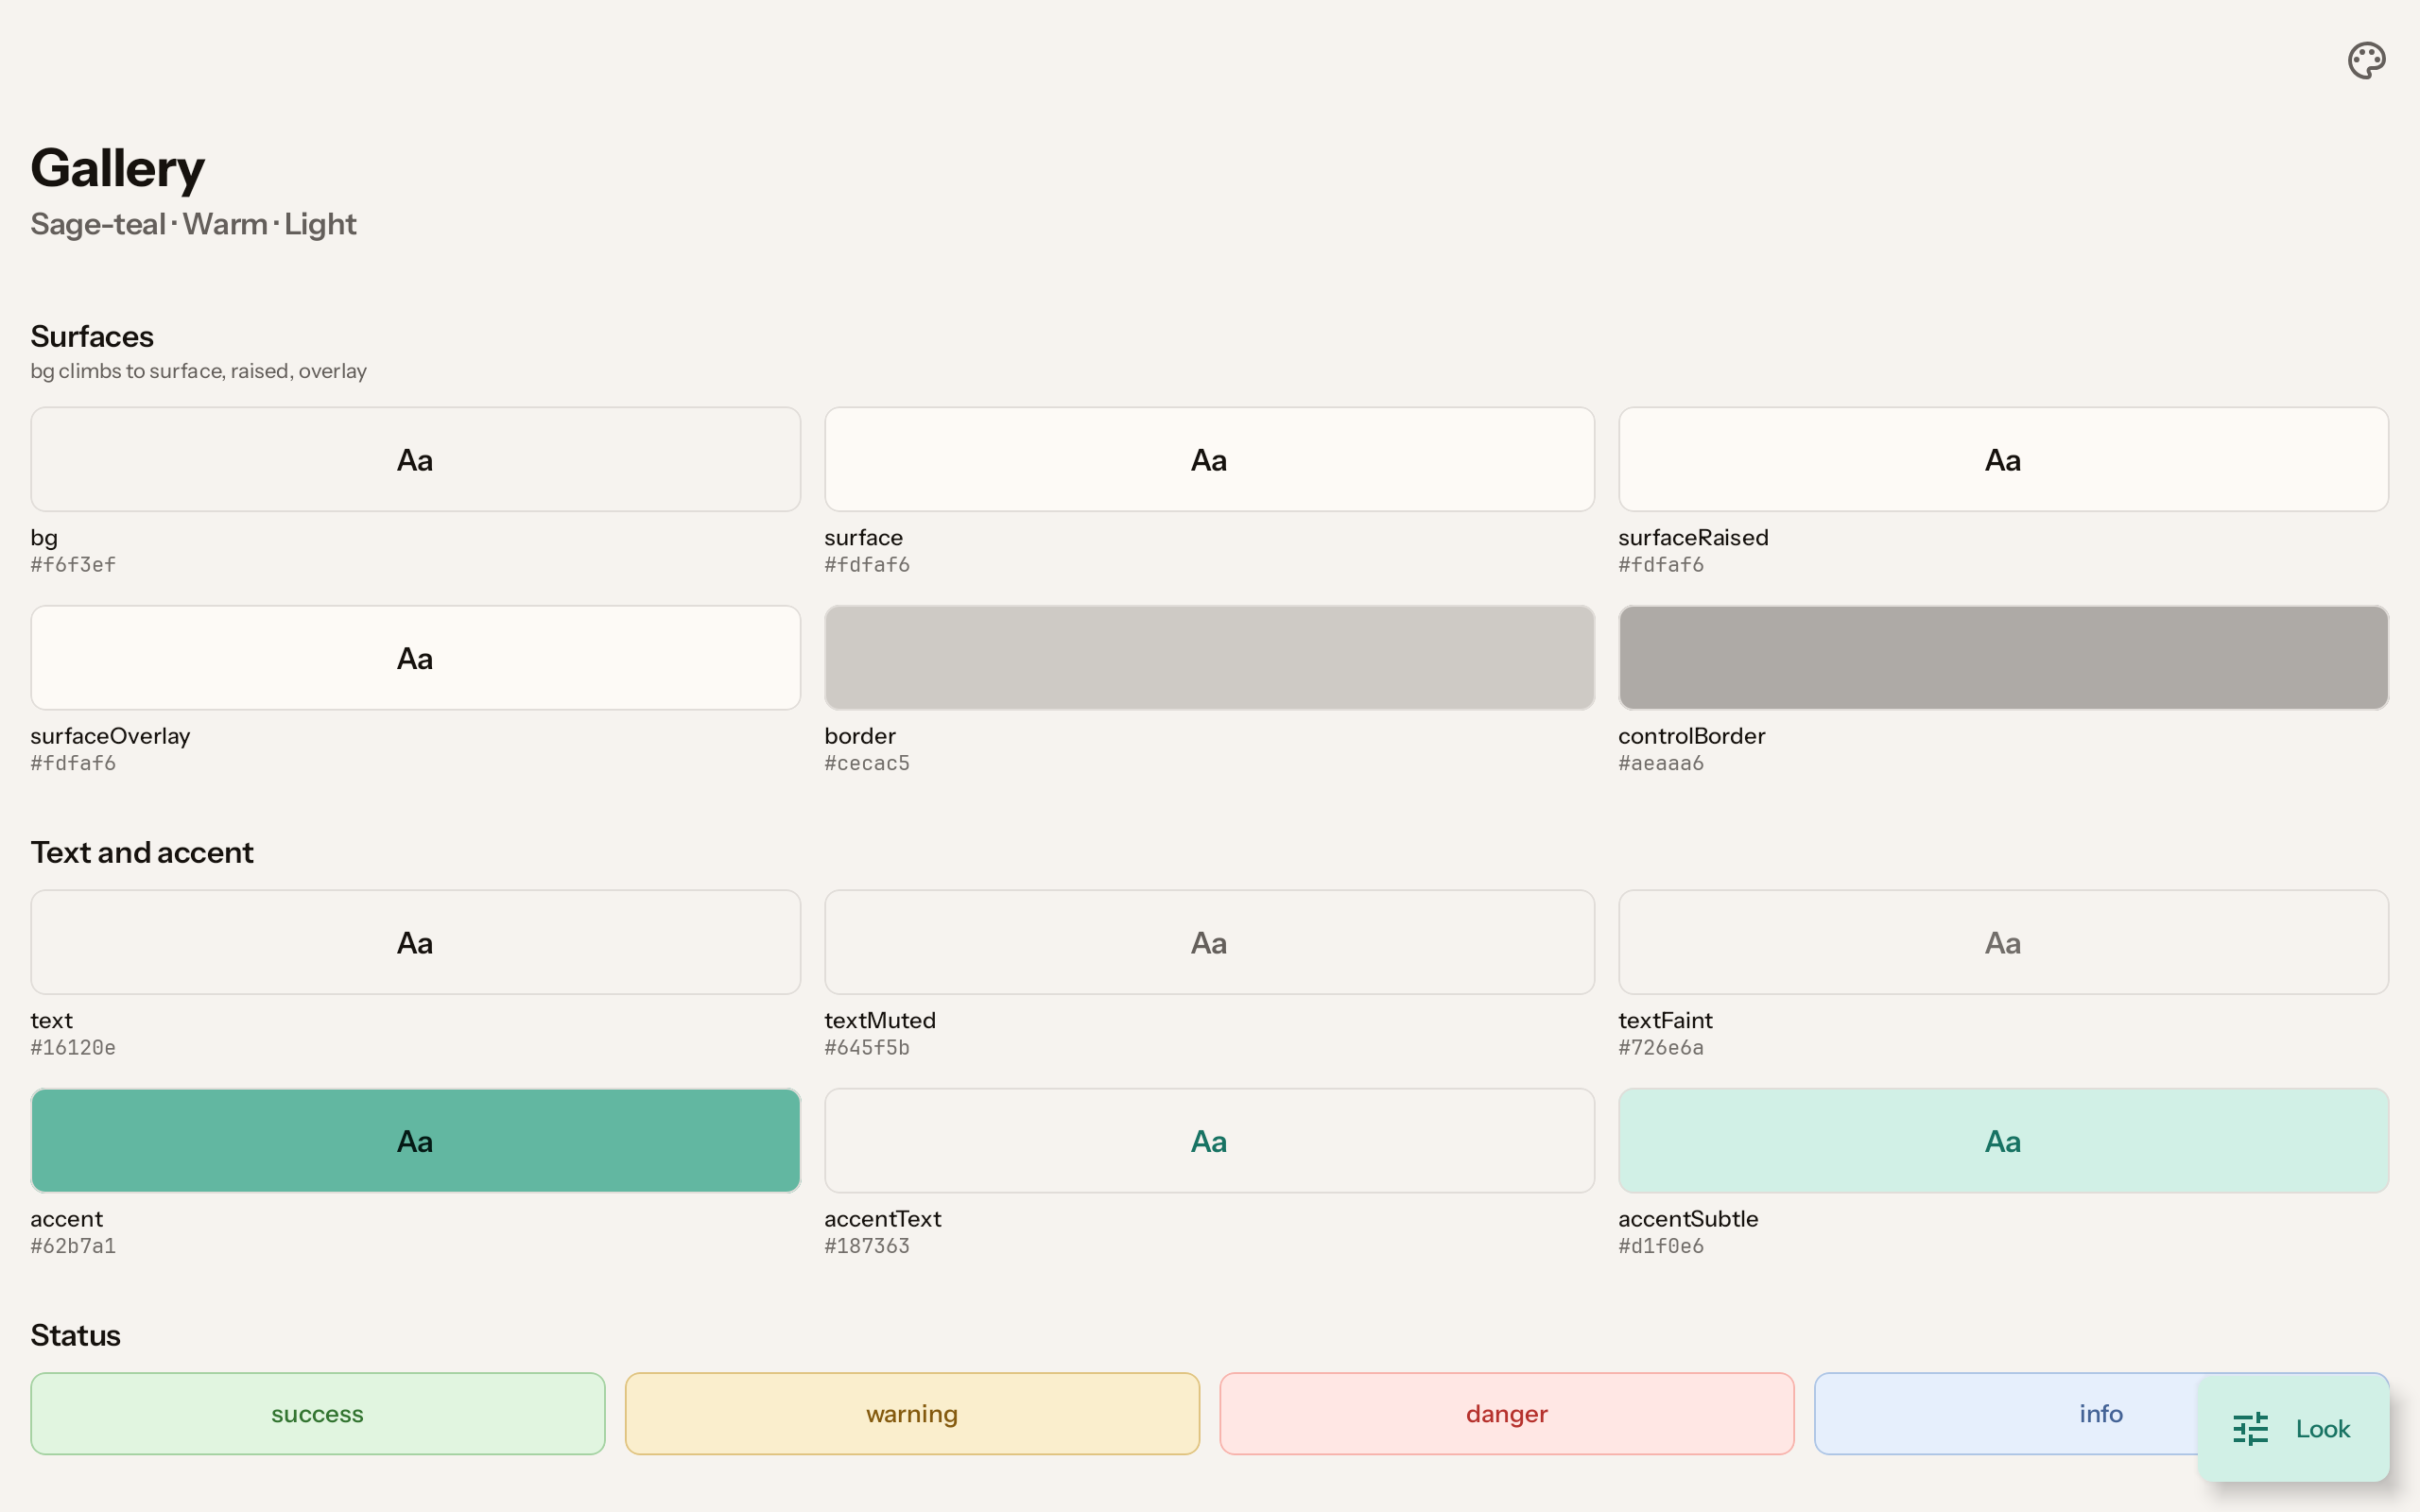 Gallery
Sage-teal · Warm · Light
Surfaces
bg climbs to surface, raised, overlay
Aa
Aa
Aa
bg
surface
surfaceRaised
#f6f3ef
#fdfaf6
#fdfaf6
Aa
surfaceOverlay
border
controlBorder
#fdfaf6
#cecac5
#aeaaa6
Text and accent
Aa
Aa
Aa
text
textMuted
textFaint
#16120e
#645f5b
#726e6a
Aa
Aa
Aa
accent
accentText
accentSubtle
#62b7a1
#187363
#d1f0e6
Status
success
warning
danger
info
Look